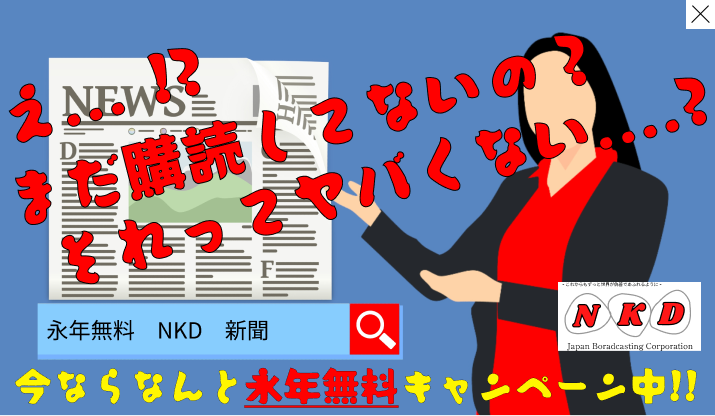 え...!?
まだ購読してないの?
それってヤバくない...?
NEWS
D
F
永年無料 NKD 新聞
NKD
Japan Boradcasting Corporation
今ならなんと永年無料キャンペーン中!!